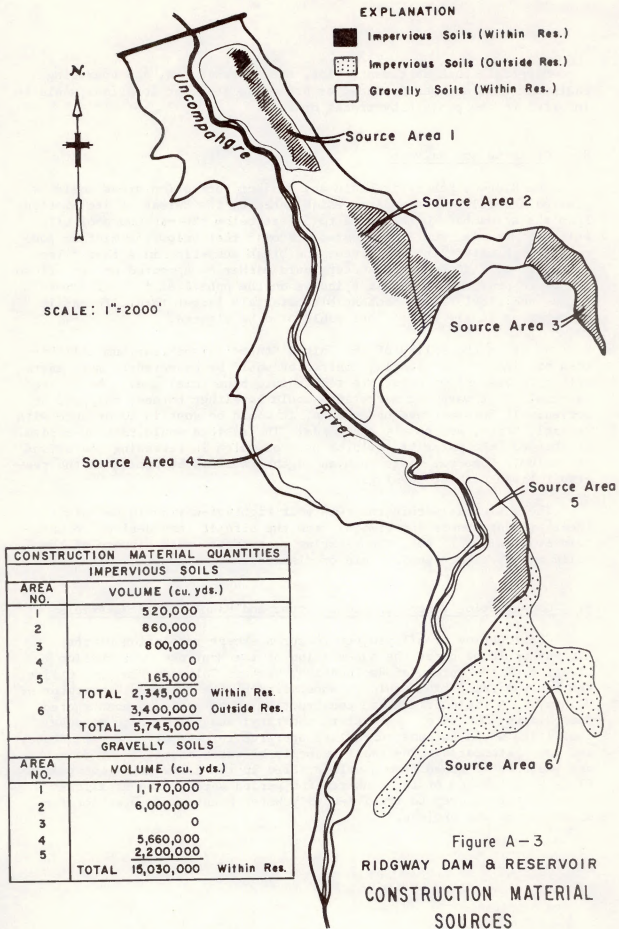 EXPLANATION
Impervious Soils (Within Res.)
Impervious Soils (Outside Res.)
Gravelly Soils (Within Res.)
N.
SCALE: 1"=2000'
Uncompahgre
River
Source Area 1
Source Area 2
Source Area 3
Source Area 4
Source Area
5
Source Area 6
CONSTRUCTION MATERIAL QUANTITIES
IMPERVIOUS SOILS
AREA NO. VOLUME (cu. yds.)
1 520,000
2 860,000
3 800,000
4 0
5 165,000
TOTAL 2,345,000 Within Res.
6 3,400,000 Outside Res.
TOTAL 5,745,000
GRAVELLY SOILS
AREA NO. VOLUME (cu. yds.)
1 1,170,000
2 6,000,000
3 0
4 5,660,000
5 2,200,000
TOTAL 15,030,000 Within Res.
Figure A-3
RIDGWAY DAM & RESERVOIR
CONSTRUCTION MATERIAL
SOURCES